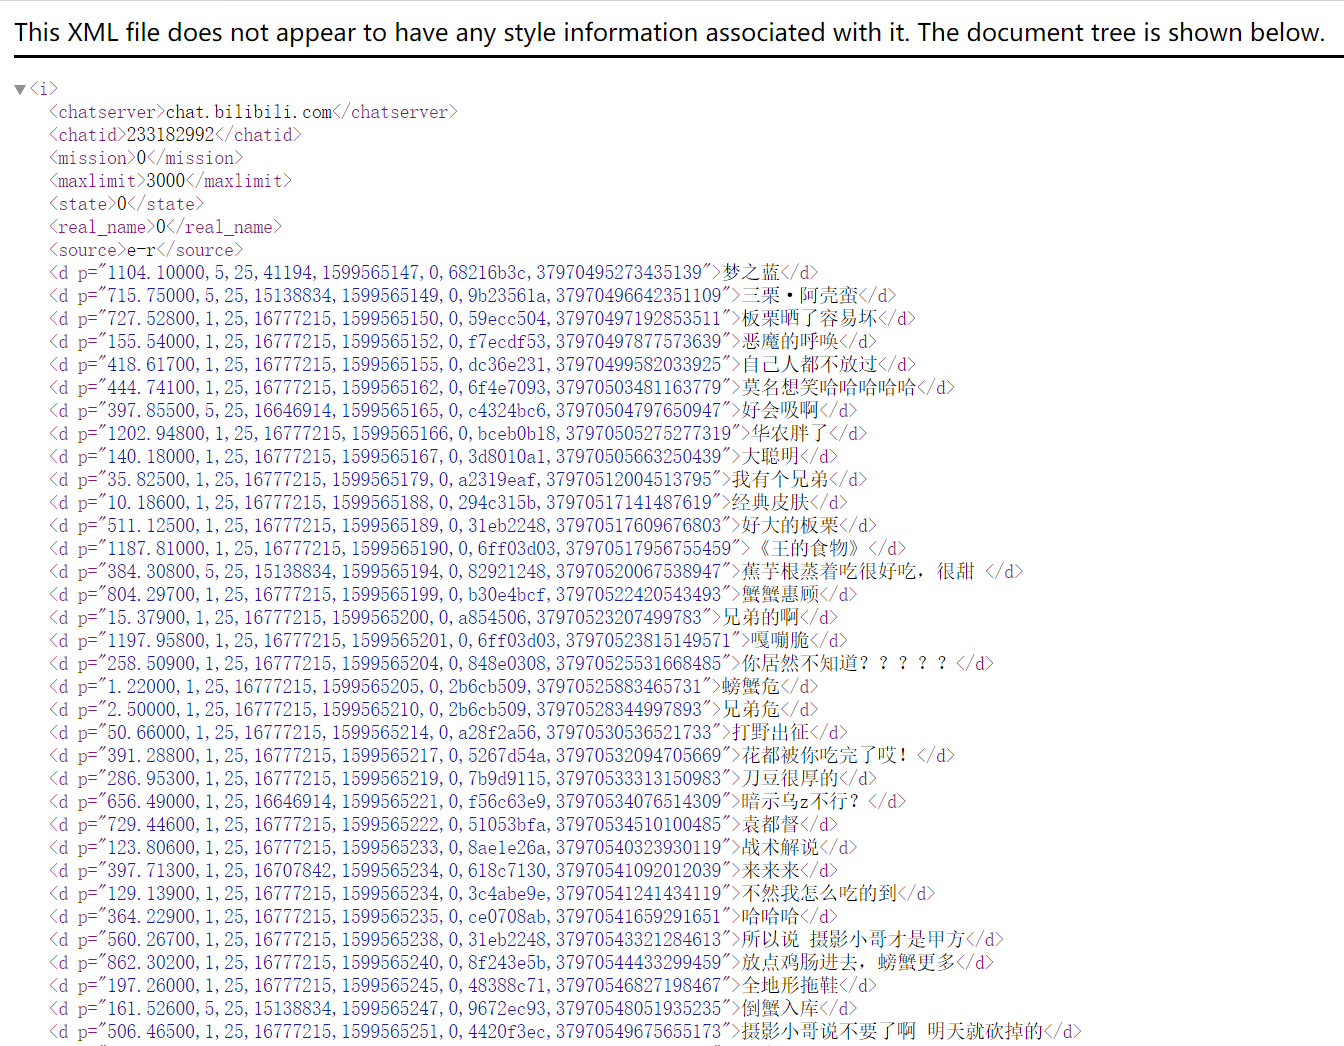 This XML file does not appear to have any style information associated with it. The document tree is shown below.
▼<i>
<chatserver>chat.bilibili.com</chatserver>
<chatid>233182992</chatid>
<mission>0</mission>
<maxlimit>3000</maxlimit>
<state>0</state>
<real_name>0</real_name>
<source>e-r</source>
<d p="1104.10000,5,25,41194,1599565147,0,68216b3c,37970495273435139">梦之蓝</d>
<d p="715.75000,5,25,15138834,1599565149,0,9b23561a,37970496642351109">三栗·阿壳蛮</d>
<d p="727.52800,1,25,16777215,1599565150,0,59ecc504,37970497192853511">板栗晒了容易坏</d>
<d p="155.54000,1,25,16777215,1599565152,0,f7ecdf53,37970497877573639">恶魔的呼唤</d>
<d p="418.61700,1,25,16777215,1599565155,0,dc36e231,37970499582033925">自己人都不放过</d>
<d p="444.74100,1,25,16777215,1599565162,0,6f4e7093,37970503481163779">莫名想笑哈哈哈哈哈</d>
<d p="397.85500,5,25,16646914,1599565165,0,c4324bc6,37970504797650947">好会吸啊</d>
<d p="1202.94800,1,25,16777215,1599565166,0,bceb0b18,37970505275277319">华农胖了</d>
<d p="140.18000,1,25,16777215,1599565167,0,3d8010a1,37970505663250439">大聪明</d>
<d p="35.82500,1,25,16777215,1599565179,0,a2319eaf,37970512004513795">我有个兄弟</d>
<d p="10.18600,1,25,16777215,1599565188,0,294c315b,37970517141487619">经典皮肤</d>
<d p="511.12500,1,25,16777215,1599565189,0,31eb2248,37970517609676803">好大的板栗</d>
<d p="1187.81000,1,25,16777215,1599565190,0,6ff03d03,37970517956755459">《王的食物》</d>
<d p="384.30800,5,25,15138834,1599565194,0,82921248,37970520067538947">蕉芋根蒸着吃很好吃，很甜 </d>
<d p="804.29700,1,25,16777215,1599565199,0,b30e4bcf,37970522420543493">蟹蟹惠顾</d>
<d p="15.37900,1,25,16777215,1599565200,0,a854506,37970523207499783">兄弟的啊</d>
<d p="1197.95800,1,25,16777215,1599565201,0,6ff03d03,37970523815149571">嘎嘣脆</d>
<d p="258.50900,1,25,16777215,1599565204,0,848e0308,37970525531668485">你居然不知道？？？？？</d>
<d p="1.22000,1,25,16777215,1599565205,0,2b6cb509,37970525883465731">螃蟹危</d>
<d p="2.50000,1,25,16777215,1599565210,0,2b6cb509,37970528344997893">兄弟危</d>
<d p="50.66000,1,25,16777215,1599565214,0,a28f2a56,37970530536521733">打野出征</d>
<d p="391.28800,1,25,16777215,1599565217,0,5267d54a,37970532094705669">花都被你吃完了哎！</d>
<d p="286.95300,1,25,16777215,1599565219,0,7b9d9115,37970533313150983">刀豆很厚的</d>
<d p="656.49000,1,25,16646914,1599565221,0,f56c63e9,37970534076514309">暗示乌z不行？</d>
<d p="729.44600,1,25,16777215,1599565222,0,51053bfa,37970534510100485">袁都督</d>
<d p="123.80600,1,25,16777215,1599565233,0,8ae1e26a,37970540323930119">战术解说</d>
<d p="397.71300,1,25,16707842,1599565234,0,618c7130,37970541092012039">来来来</d>
<d p="129.13900,1,25,16777215,1599565234,0,3c4abe9e,37970541241434119">不然我怎么吃的到</d>
<d p="364.22900,1,25,16777215,1599565235,0,ce0708ab,37970541659291651">哈哈哈</d>
<d p="560.26700,1,25,16777215,1599565238,0,31eb2248,37970543321284613">所以说 摄影小哥才是甲方</d>
<d p="862.30200,1,25,16777215,1599565240,0,8f243e5b,37970544433299459">放点鸡肠进去，螃蟹更多</d>
<d p="197.26000,1,25,16777215,1599565245,0,48388c71,37970546827198467">全地形拖鞋</d>
<d p="161.52600,5,25,15138834,1599565247,0,9672ec93,37970548051935235">倒蟹入库</d>
<d p="506.46500,1,25,16777215,1599565251,0,4420f3ec,37970549675655173">摄影小哥说不要了啊 明天就砍掉的</d>